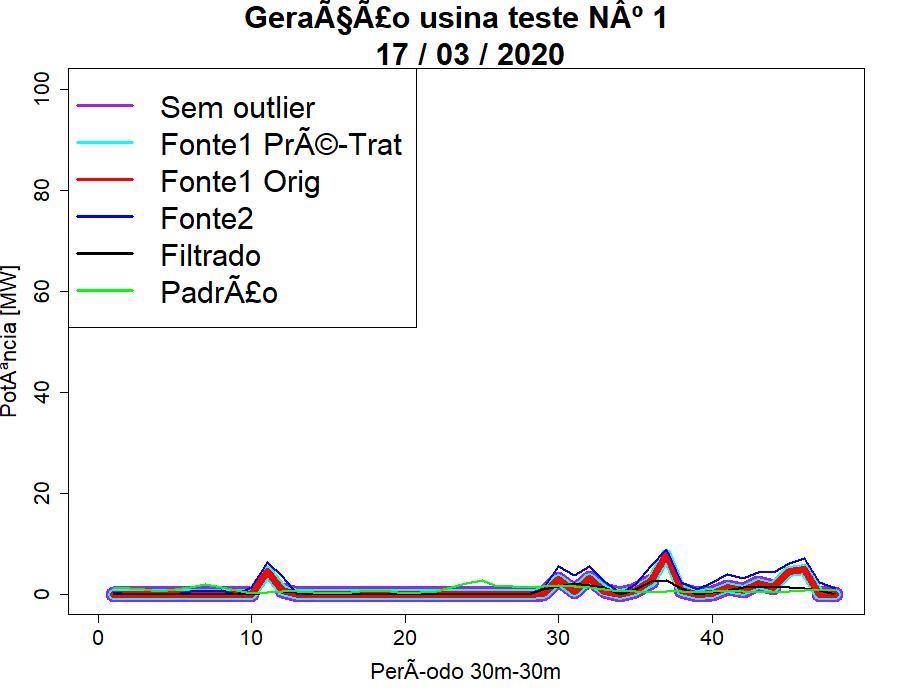 GeraÃ§Ã£o usina teste NÂº 1
17 / 03 / 2020
Sem outlier
Fonte1 PrÃ©-Trat
Fonte1 Orig
Fonte2
Filtrado
PadrÃ£o
PotÃªncia [MW]
100
80
60
40
20
0
0 10 20 30 40
PerÃ-odo 30m-30m